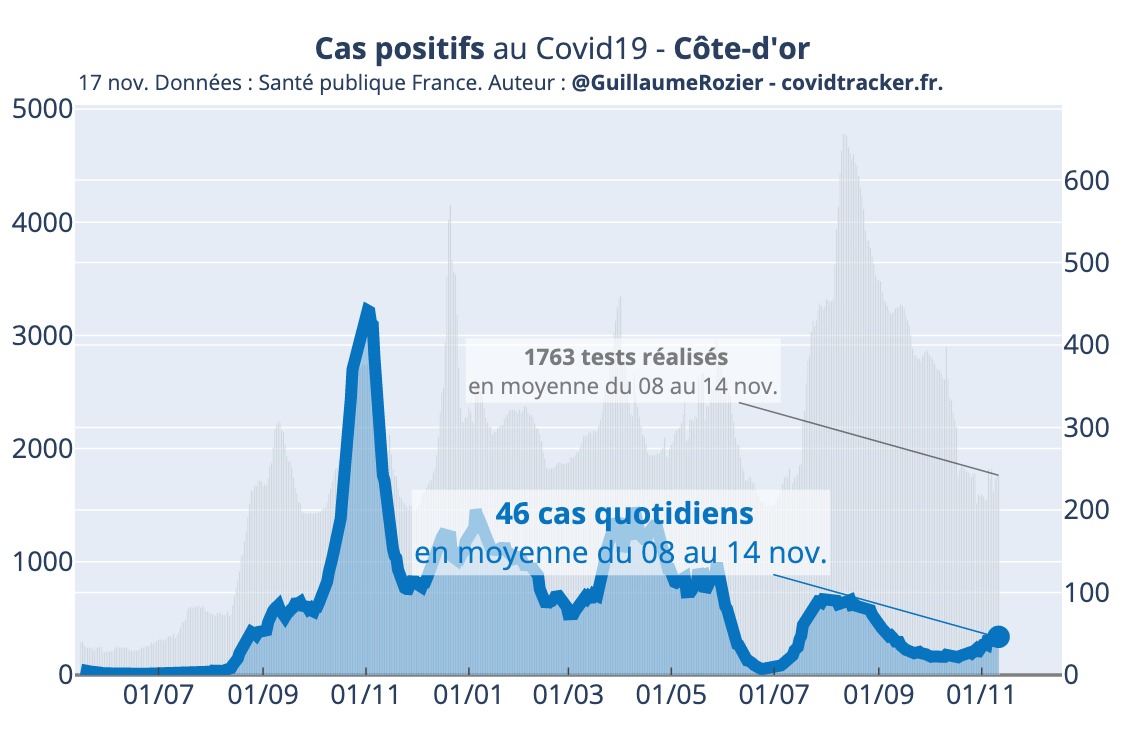 Cas positifs au Covid19 - Côte-d'or
17 nov. Données : Santé publique France. Auteur : @GuillaumeRozier - covidtracker.fr.
5000
4000
3000
2000
1000
0
600
500
400
300
200
100
0
1763 tests réalisés
en moyenne du 08 au 14 nov.
46 cas quotidiens
en moyenne du 08 au 14 nov.
01/07 01/09 01/11 01/01 01/03 01/05 01/07 01/09 01/11